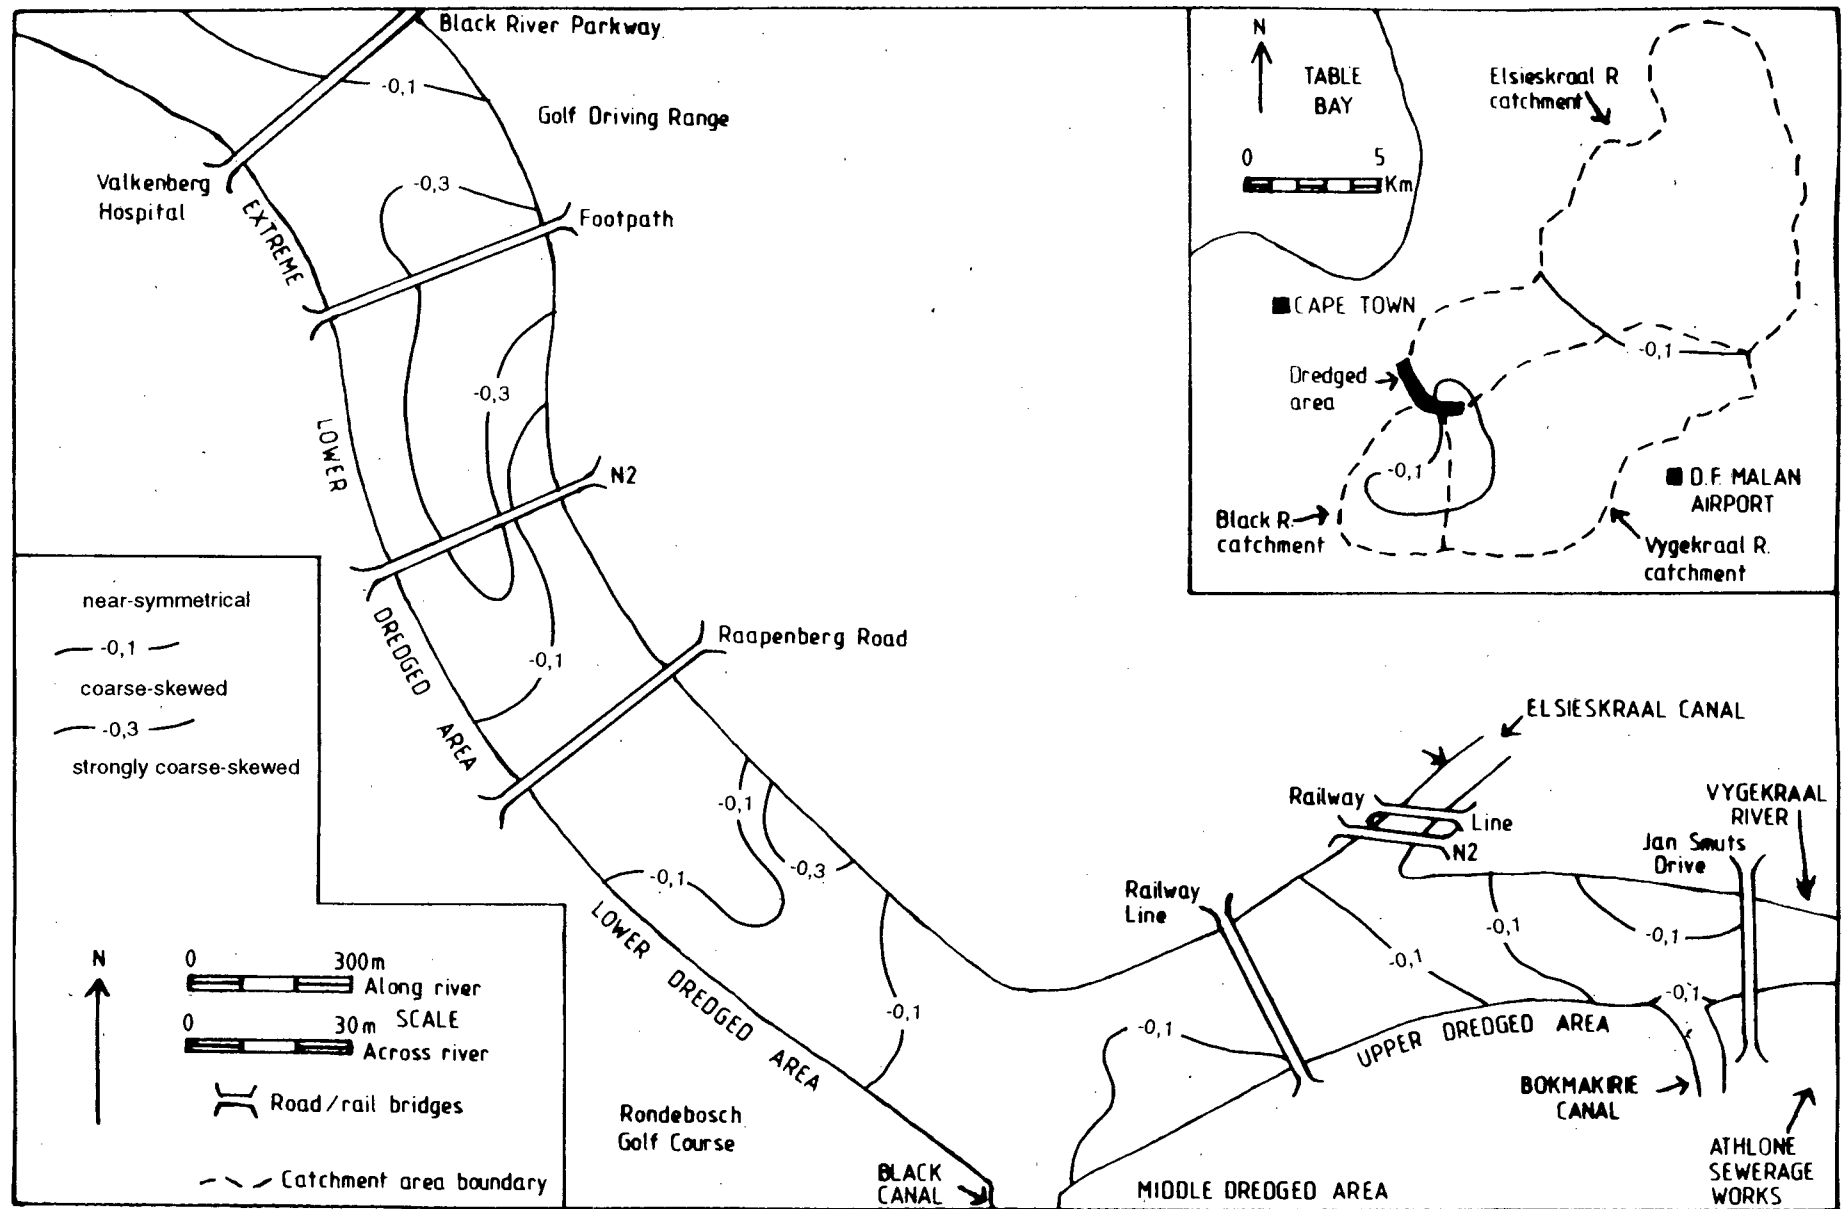 Black River Parkway
-0,1
Golf Driving Range
Valkenberg
Hospital
-0,3
Footpath
EXTREME
LOWER
DREDGED AREA
-0,3
N2
-0,1
Raapenberg Road
near-symmetrical
-0,1
coarse-skewed
-0,3
strongly coarse-skewed
N
TABLE
BAY
0 5
Km
Elsieskraal R
catchment
CAPE TOWN
-0,1
Dredged
area
-0,1
D.F. MALAN
AIRPORT
Black R.
catchment
Vygekraal R.
catchment
-0,1
-0,3
-0,1
LOWER DREDGED AREA
-0,1
ELSIESKRAAL CANAL
Railway
Line
N2
VYGEKRAAL
RIVER
Jan Smuts
Drive
Railway
Line
-0,1
-0,1
-0,1
-0,1
-0,1
UPPER DREDGED AREA
BOKMAKIRIE
CANAL
ATHLONE
SEWERAGE
WORKS
MIDDLE DREDGED AREA
BLACK
CANAL
Rondebosch
Golf Course
N
0 300m
Along river
SCALE
0 30m
Across river
Road/rail bridges
Catchment area boundary